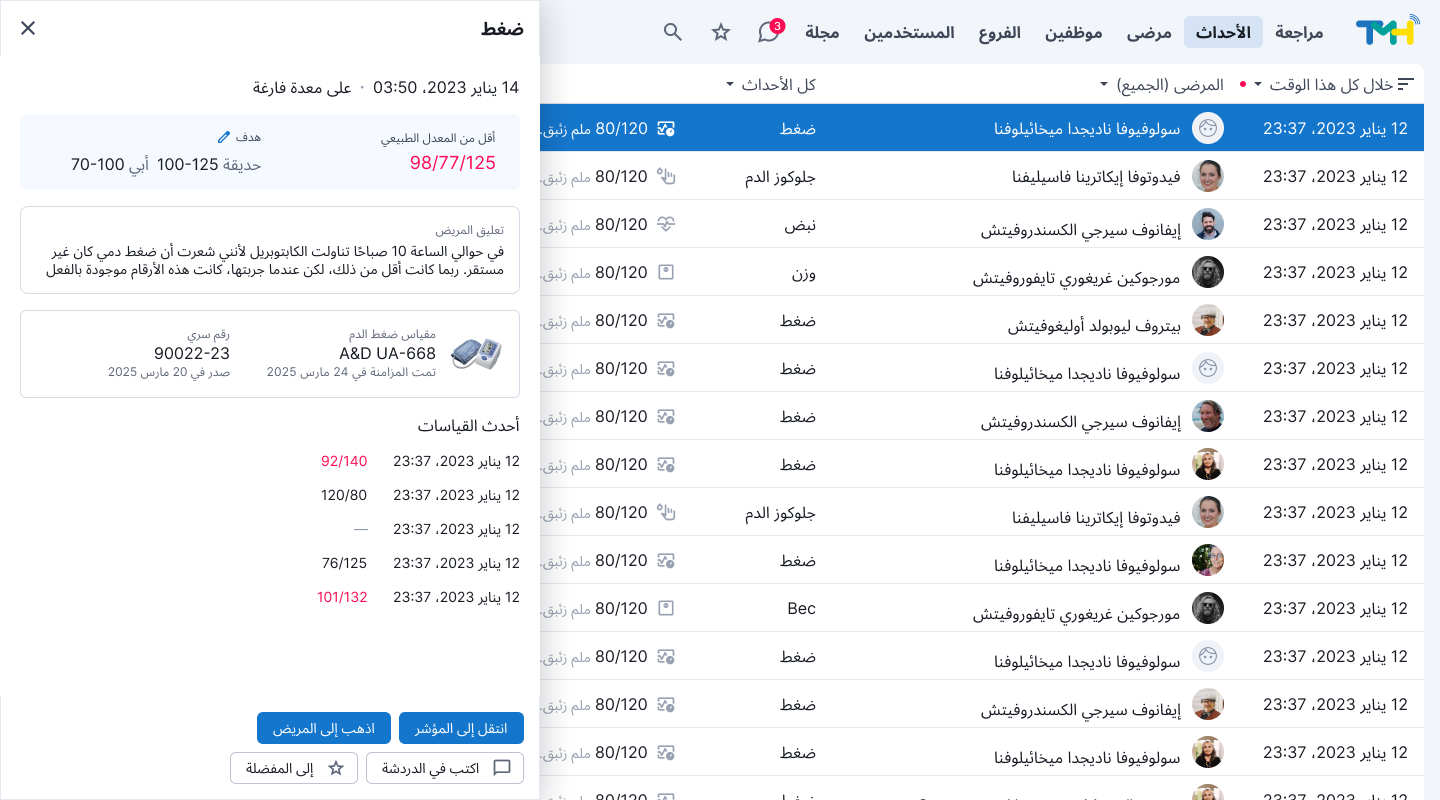 TMH مراجعة الأحداث مرضى موظفين الفروع المستخدمين مجلة 3
خلال كل هذا الوقت المرضى (الجميع) كل الأحداث
12 يناير 2023، 23:37 سولوفيوفا ناديجدا ميخائيلوفنا ضغط 80/120 ملم زئبق.
12 يناير 2023، 23:37 فيدوتوفا إيكاترينا فاسيليفنا جلوكوز الدم 80/120 ملم زئبق.
12 يناير 2023، 23:37 إيفانوف سيرجي الكسندروفيتش نبض 80/120 ملم زئبق.
12 يناير 2023، 23:37 مورجوكين غريغوري تايفوروفيتش وزن 80/120 ملم زئبق.
12 يناير 2023، 23:37 بيتروف ليوبولد أوليغوفيتش ضغط 80/120 ملم زئبق.
12 يناير 2023، 23:37 سولوفيوفا ناديجدا ميخائيلوفنا ضغط 80/120 ملم زئبق.
12 يناير 2023، 23:37 إيفانوف سيرجي الكسندروفيتش ضغط 80/120 ملم زئبق.
12 يناير 2023، 23:37 سولوفيوفا ناديجدا ميخائيلوفنا ضغط 80/120 ملم زئبق.
12 يناير 2023، 23:37 فيدوتوفا إيكاترينا فاسيليفنا جلوكوز الدم 80/120 ملم زئبق.
12 يناير 2023، 23:37 سولوفيوفا ناديجدا ميخائيلوفنا ضغط 80/120 ملم زئبق.
12 يناير 2023، 23:37 مورجوكين غريغوري تايفوروفيتش Вес 80/120 ملم زئبق.
12 يناير 2023، 23:37 سولوفيوفا ناديجدا ميخائيلوفنا ضغط 80/120 ملم زئبق.
12 يناير 2023، 23:37 إيفانوف سيرجي الكسندروفيتش ضغط 80/120 ملم زئبق.
12 يناير 2023، 23:37 سولوفيوفا ناديجدا ميخائيلوفنا ضغط 80/120 ملم زئبق.
ضغط
14 يناير 2023، 03:50 • على معدة فارغة
أقل من المعدل الطبيعي هدف
98/77/125 حديقة 125-100 أبي 100-70
تعليق المريض
في حوالي الساعة 10 صباحًا تناولت الكابتوبريل لأنني شعرت أن ضغط دمي كان غير
مستقر. ربما كانت أقل من ذلك، لكن عندما جربتها، كانت هذه الأرقام موجودة بالفعل
مقياس ضغط الدم رقم سري
A&D UA-668 90022-23
تمت المزامنة في 24 مارس 2025 صدر في 20 مارس 2025
أحدث القياسات
12 يناير 2023، 23:37 92/140
12 يناير 2023، 23:37 120/80
12 يناير 2023، 23:37 —
12 يناير 2023، 23:37 76/125
12 يناير 2023، 23:37 101/132
انتقل إلى المؤشر اذهب إلى المريض
اكتب في الدردشة إلى المفضلة